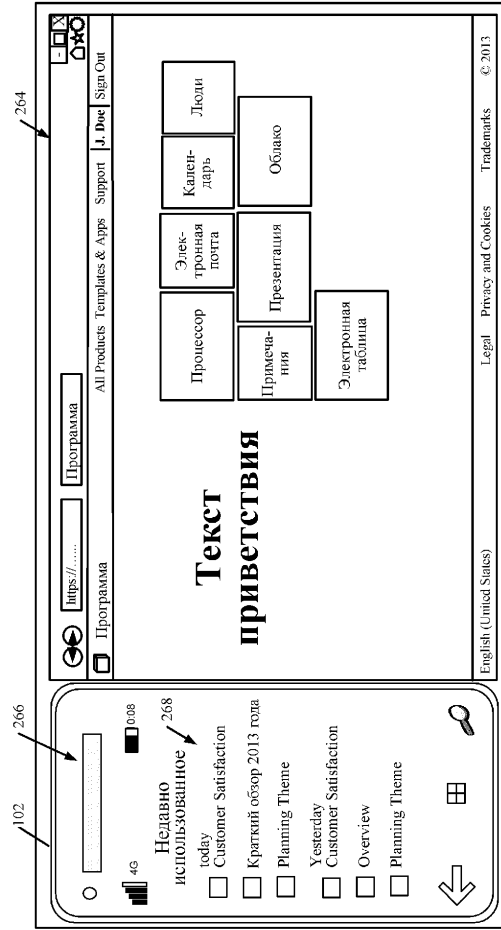 102
266
264
4G
0:08
Недавно
использованное
268
today
Customer Satisfaction
Краткий обзор 2013 года
Planning Theme
Yesterday
Customer Satisfaction
Overview
Planning Theme
https://......
Программа
- X
Программа
All Products Templates & Apps Support J. Doe Sign Out
Текст
приветствия
Процессор
Элек-
тронная
почта
Кален-
дарь
Люди
Примеча-
ния
Презентация
Облако
Электронная
таблица
English (United States)
Legal Privacy and Cookies Trademarks © 2013